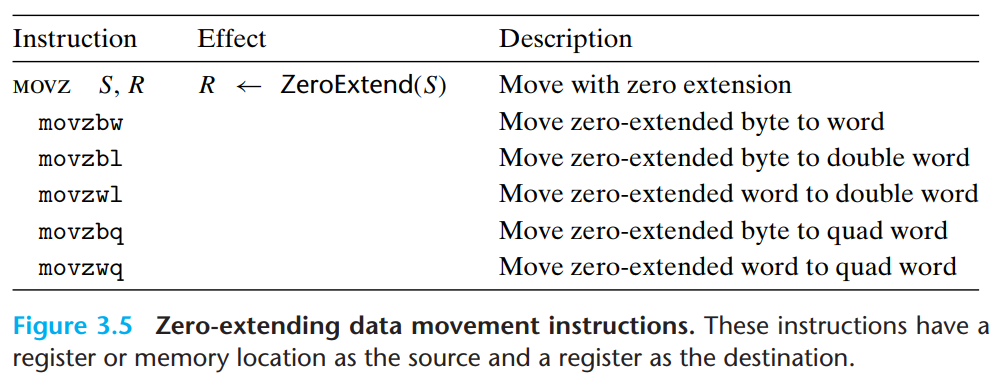 Instruction Effect Description
MOVZ S, R R ← ZeroExtend(S) Move with zero extension
movzbw Move zero-extended byte to word
movzbl Move zero-extended byte to double word
movzwl Move zero-extended word to double word
movzbq Move zero-extended byte to quad word
movzwq Move zero-extended word to quad word
Figure 3.5 Zero-extending data movement instructions. These instructions have a
register or memory location as the source and a register as the destination.